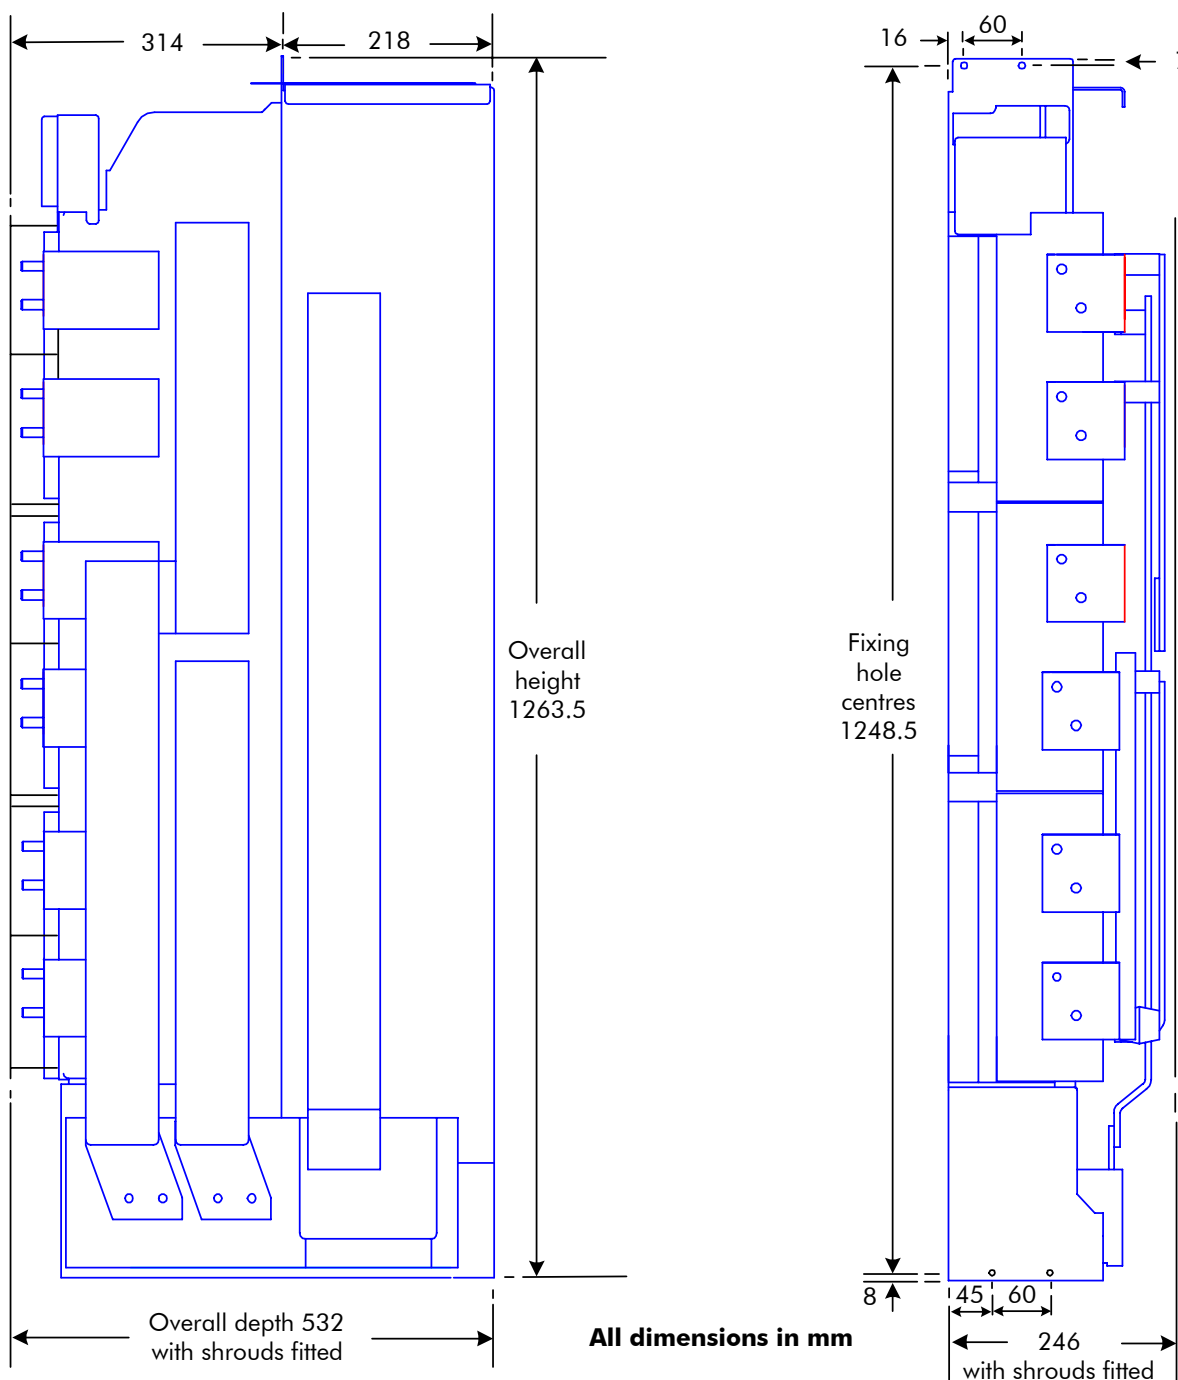 314
218
16
60
Overall
height
1263.5
Fixing
hole
centres
1248.5
8
45
60
Overall depth 532
with shrouds fitted
All dimensions in mm
246
with shrouds fitted